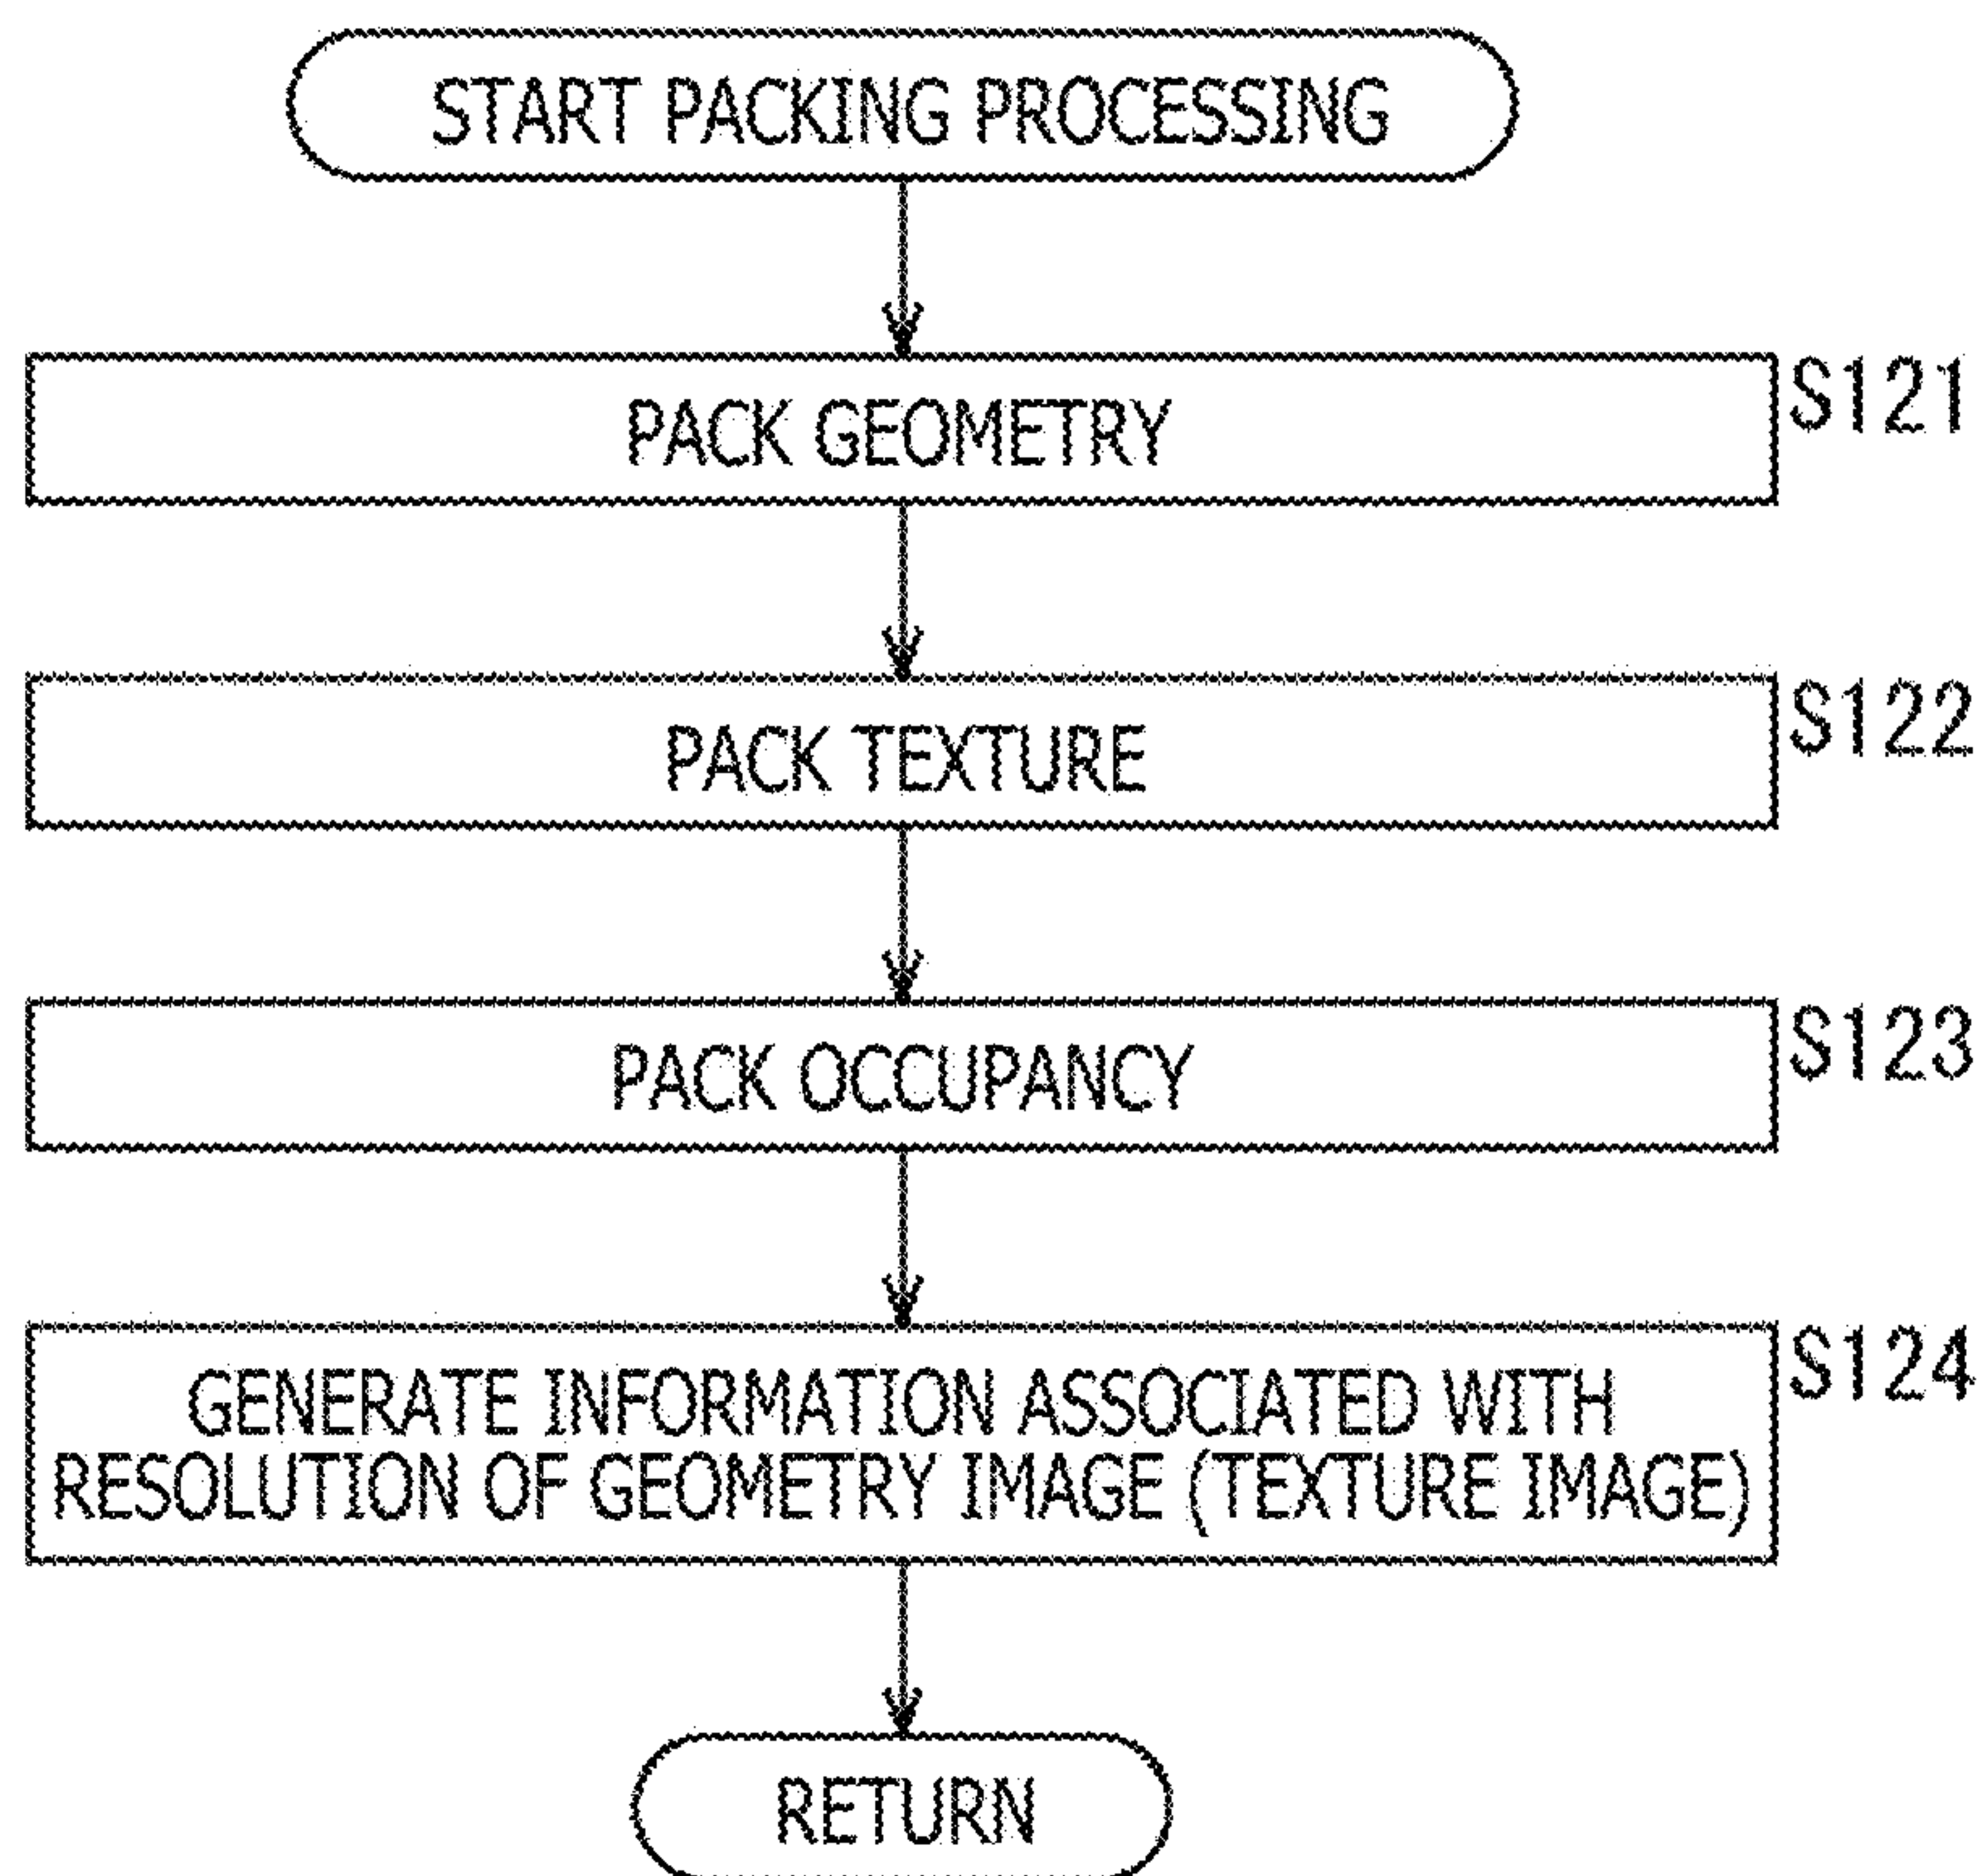 START PACKING PROCESSING
S121
PACK GEOMETRY
S122
PACK TEXTURE
S123
PACK OCCUPANCY
S124
GENERATE INFORMATION ASSOCIATED WITH
RESOLUTION OF GEOMETRY IMAGE (TEXTURE IMAGE)
RETURN